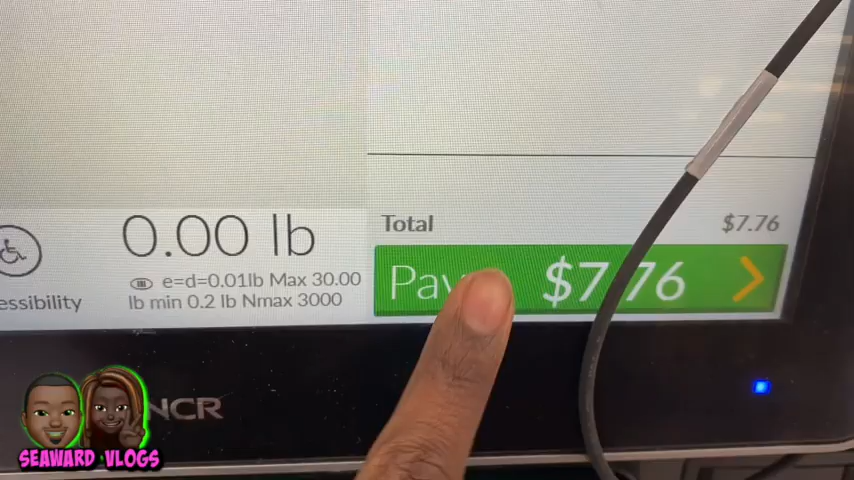 Total $7.76
Pay $7.76
0.00 lb
e=d=0.01lb Max 30.00
lb min 0.2 lb Nmax 3000
essibility
NCR
SEAWARD VLOGS